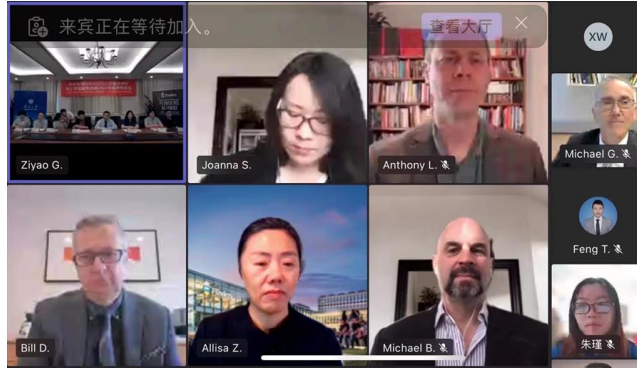 来宾正在等待加入。
查看大厅
XW
Ziyao G.
Joanna S.
Anthony L.
Michael G.
Feng T.
Bill D.
Allisa Z.
Michael B.
朱瑾